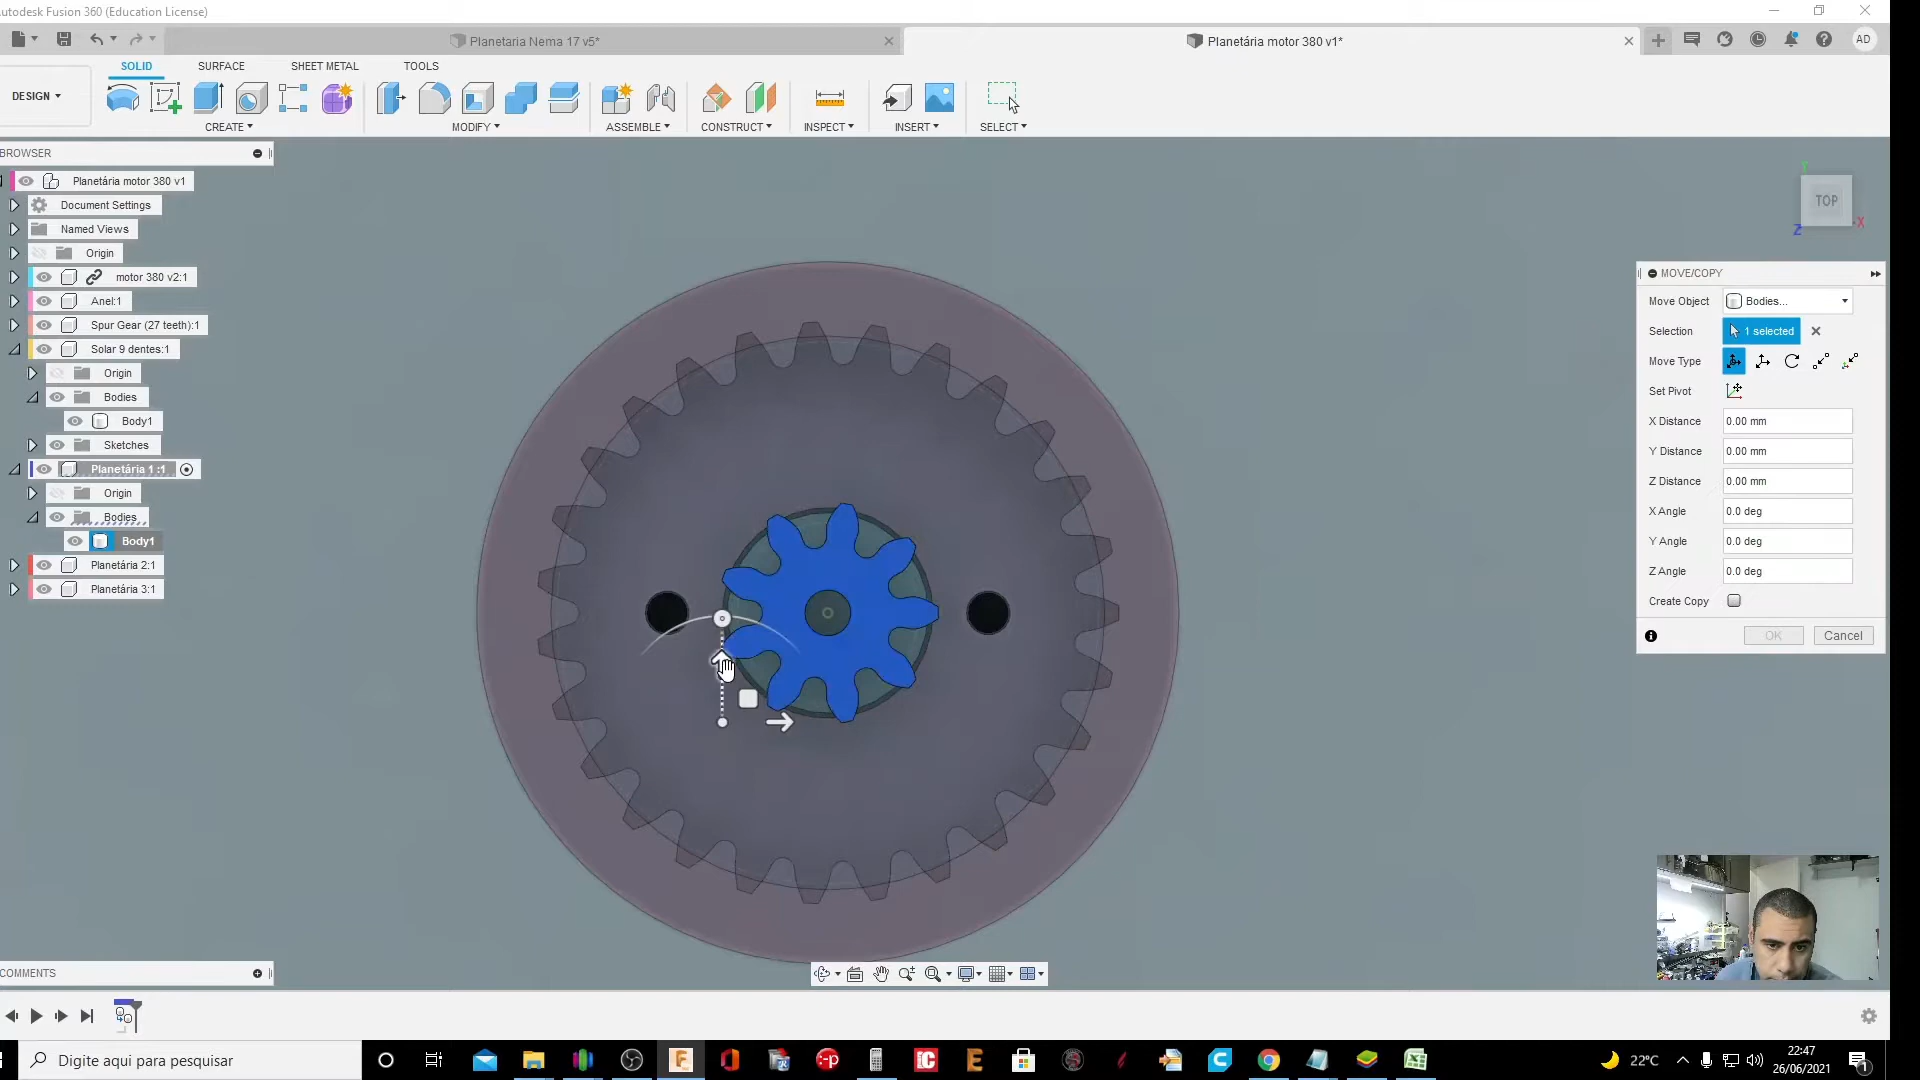 Autodesk Fusion 360 (Education License)
Planetaria Nema 17 v5*
Planetária motor 380 v1*
AD
DESIGN
SOLID
SURFACE
SHEET METAL
TOOLS
CREATE
MODIFY
ASSEMBLE
CONSTRUCT
INSPECT
INSERT
SELECT
BROWSER
Planetária motor 380 v1
Document Settings
Named Views
Origin
motor 380 v2:1
Anel:1
Spur Gear (27 teeth):1
Solar 9 dentes:1
Origin
Bodies
Body1
Sketches
Planetária 1 :1
Origin
Bodies
Body1
Planetária 2:1
Planetária 3:1
TOP
X
Z
MOVE/COPY
Move Object
Bodies...
Selection
1 selected
Move Type
Set Pivot
X Distance
0.00 mm
Y Distance
0.00 mm
Z Distance
0.00 mm
X Angle
0.0 deg
Y Angle
0.0 deg
Z Angle
0.0 deg
Create Copy
OK
Cancel
COMMENTS
Digite aqui para pesquisar
22°C
22:47
26/06/2021